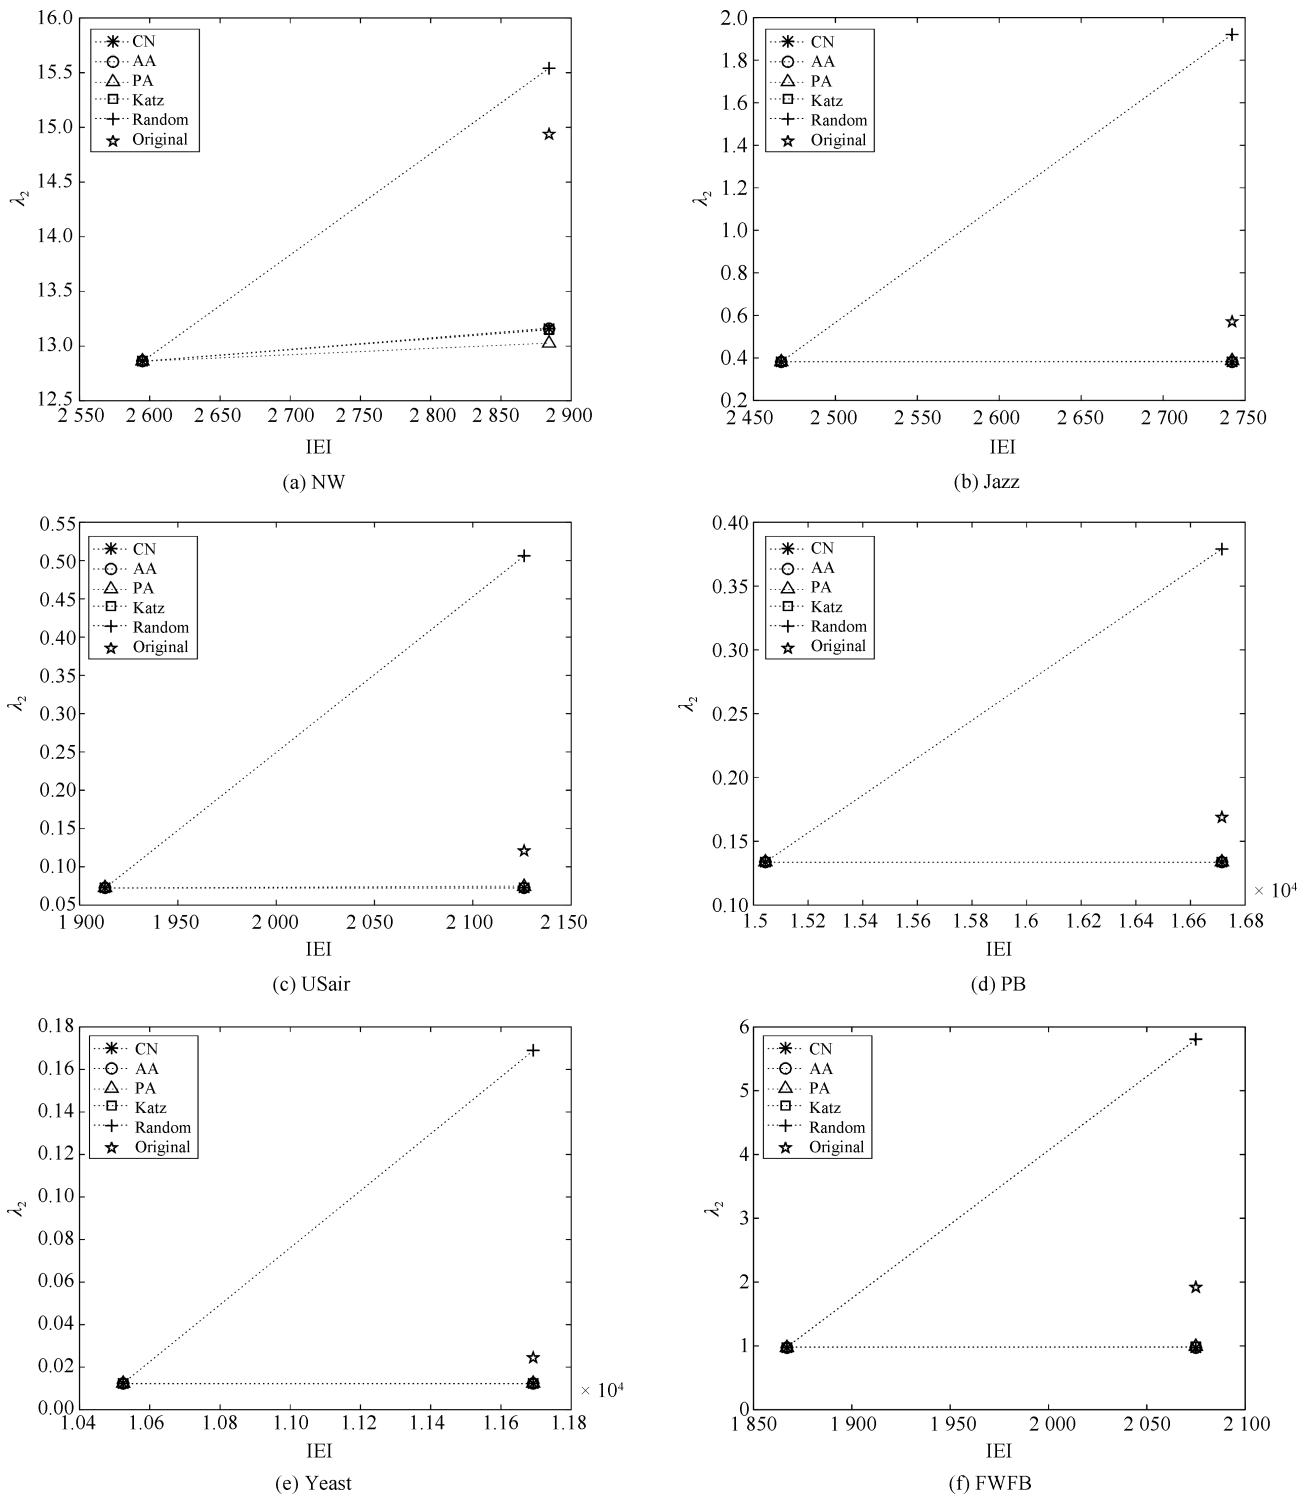 16.0
15.5
15.0
14.5
14.0
13.5
13.0
12.5
λ2
CN
AA
PA
Katz
Random
Original
2 550 2 600 2 650 2 700 2 750 2 800 2 850 2 900
IEI
(a) NW
2.0
1.8
1.6
1.4
1.2
1.0
0.8
0.6
0.4
0.2
λ2
CN
AA
PA
Katz
Random
Original
2 450 2 500 2 550 2 600 2 650 2 700 2 750
IEI
(b) Jazz
0.55
0.50
0.45
0.40
0.35
0.30
0.25
0.20
0.15
0.10
0.05
λ2
CN
AA
PA
Katz
Random
Original
1 900 1 950 2 000 2 050 2 100 2 150
IEI
(c) USair
0.40
0.35
0.30
0.25
0.20
0.15
0.10
λ2
CN
AA
PA
Katz
Random
Original
× 10⁴
1.5 1.52 1.54 1.56 1.58 1.6 1.62 1.64 1.66 1.68
IEI
(d) PB
0.18
0.16
0.14
0.12
0.10
0.08
0.06
0.04
0.02
0.00
λ2
CN
AA
PA
Katz
Random
Original
× 10⁴
1.04 1.06 1.08 1.10 1.12 1.14 1.16 1.18
IEI
(e) Yeast
6
5
4
3
2
1
0
λ2
CN
AA
PA
Katz
Random
Original
1 850 1 900 1 950 2 000 2 050 2 100
IEI
(f) FWFB